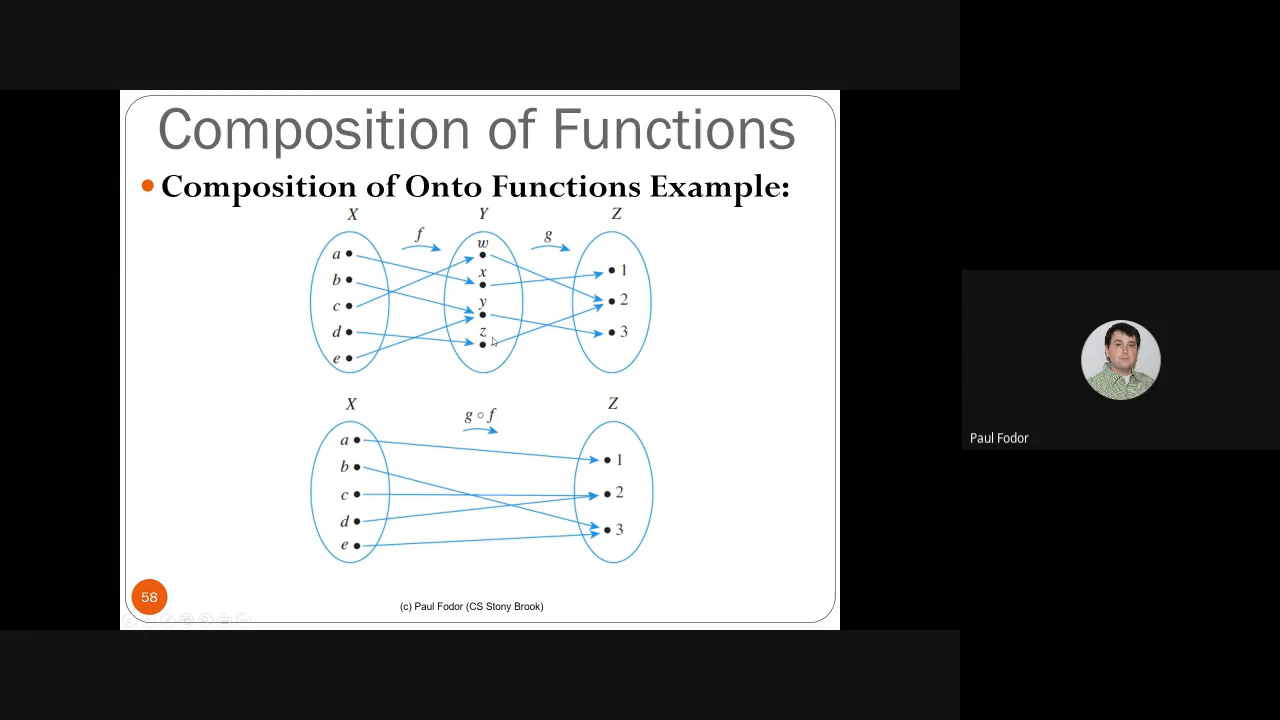 Composition of Functions
• Composition of Onto Functions Example:
X Y Z
f g
w
a
x 1
b
c y 2
d z 3
e
X Z
g ∘ f
a
1
b
c 2
d
3
e
58
(c) Paul Fodor (CS Stony Brook)
Paul Fodor